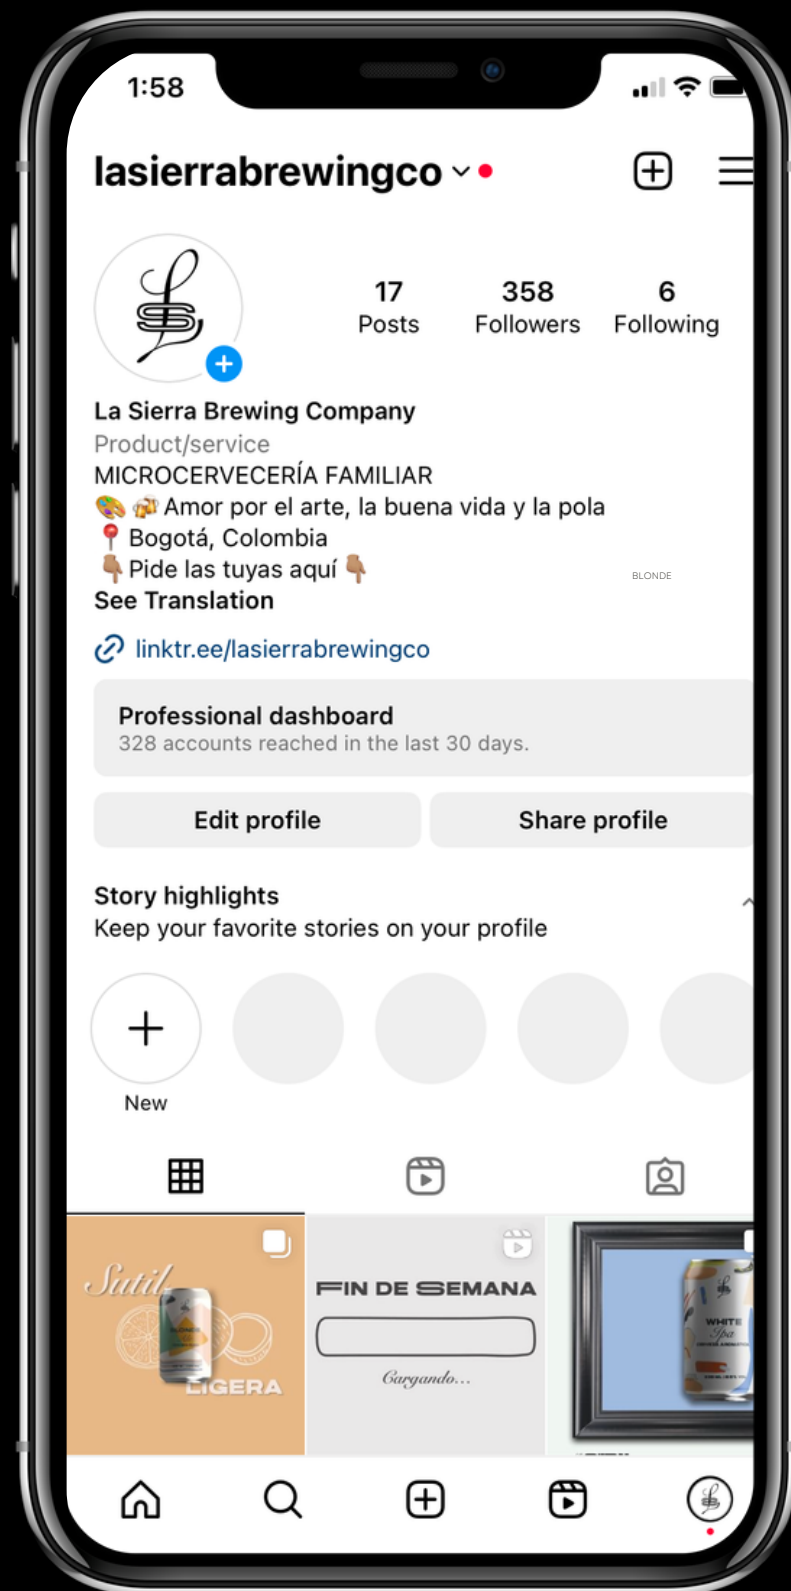 1:58
lasierrabrewingco
17
Posts
358
Followers
6
Following
La Sierra Brewing Company
Product/service
MICROCERVECERÍA FAMILIAR
🎨 🍻 Amor por el arte, la buena vida y la pola
📍 Bogotá, Colombia
👇🏽 Pide las tuyas aquí 👇🏽
BLONDE
See Translation
linktr.ee/lasierrabrewingco
Professional dashboard
328 accounts reached in the last 30 days.
Edit profile
Share profile
Story highlights
Keep your favorite stories on your profile
New
Sutil
LIGERA
FIN DE SEMANA
Cargando...
WHITE
Ipa